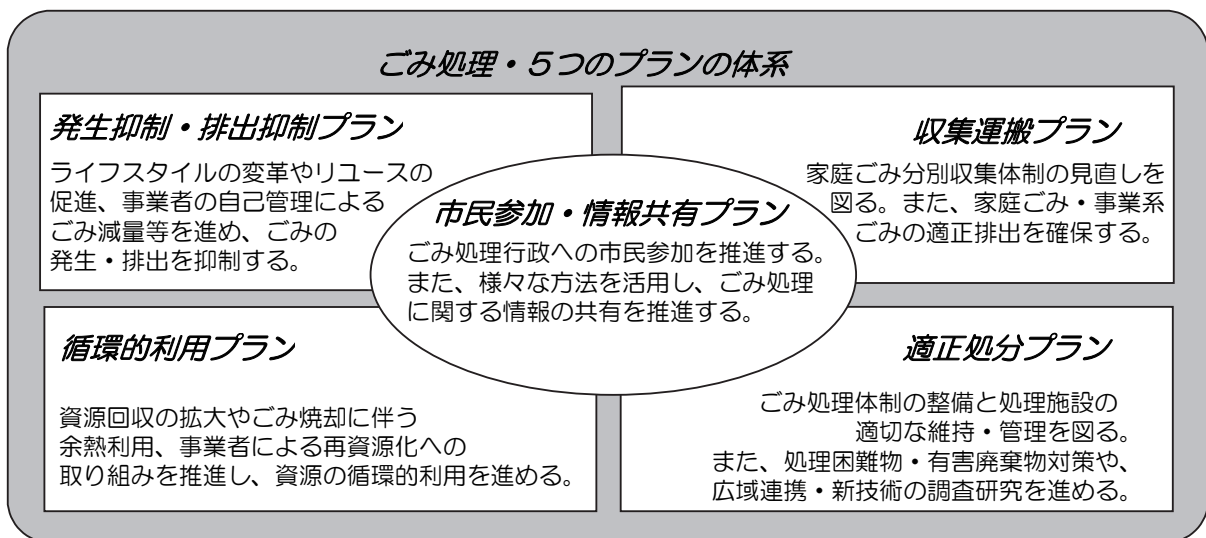 ごみ処理・５つのプランの体系
発生抑制・排出抑制プラン
ライフスタイルの変革やリユースの
促進、事業者の自己管理による
ごみ減量等を進め、ごみの
発生・排出を抑制する。
収集運搬プラン
家庭ごみ分別収集体制の見直しを
図る。また、家庭ごみ・事業系
ごみの適正排出を確保する。
市民参加・情報共有プラン
ごみ処理行政への市民参加を推進する。
また、様々な方法を活用し、ごみ処理
に関する情報の共有を推進する。
循環的利用プラン
資源回収の拡大やごみ焼却に伴う
余熱利用、事業者による再資源化への
取り組みを推進し、資源の循環的利用を進める。
適正処分プラン
ごみ処理体制の整備と処理施設の
適切な維持・管理を図る。
また、処理困難物・有害廃棄物対策や、
広域連携・新技術の調査研究を進める。